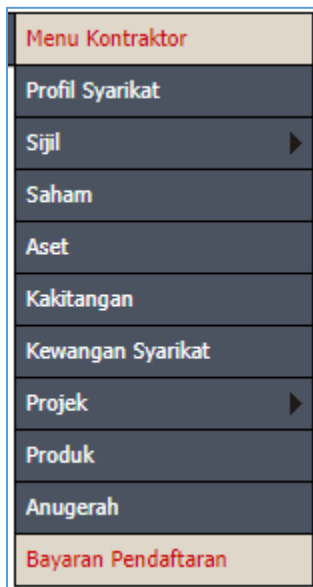 Menu Kontraktor
Profil Syarikat
Sijil
Saham
Aset
Kakitangan
Kewangan Syarikat
Projek
Produk
Anugerah
Bayaran Pendaftaran